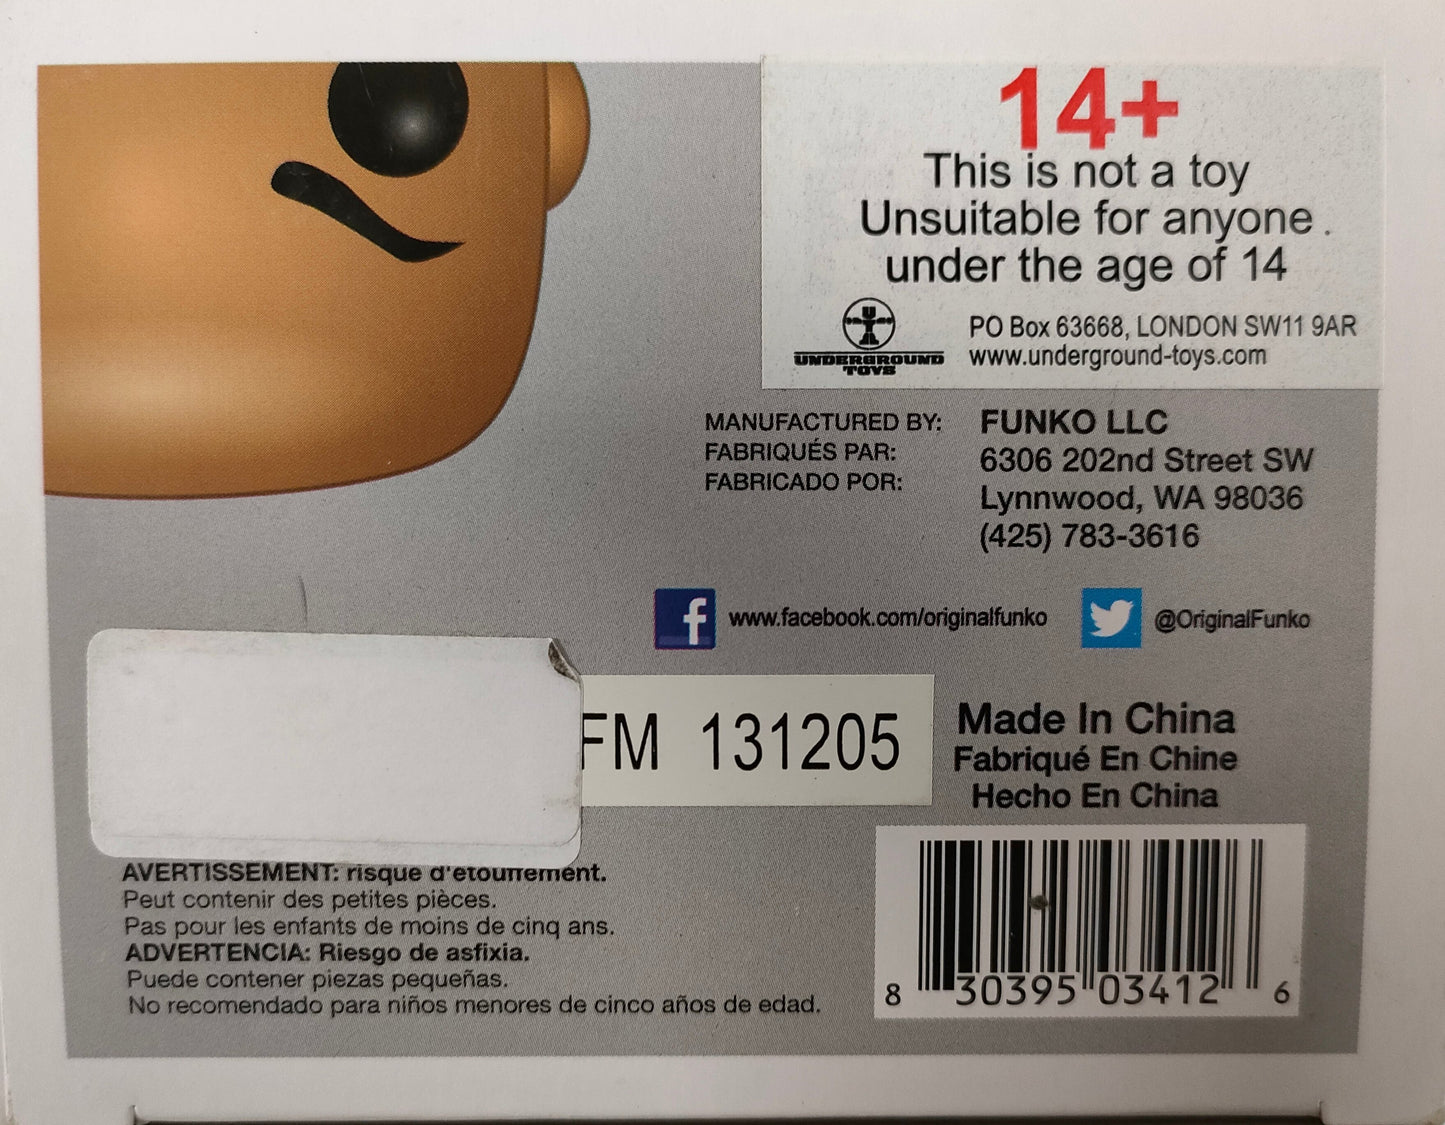 14+
This is not a toy
Unsuitable for anyone .
under the age of 14
UNDERGROUND
TOYS
PO Box 63668, LONDON SW11 9AR
www.underground-toys.com
MANUFACTURED BY:
FABRIQUÉS PAR:
FABRICADO POR:
FUNKO LLC
6306 202nd Street SW
Lynnwood, WA 98036
(425) 783-3616
f www.facebook.com/originalfunko
@OriginalFunko
FM 131205
Made In China
Fabriqué En Chine
Hecho En China
AVERTISSEMENT: risque d'étouffement.
Peut contenir des petites pièces.
Pas pour les enfants de moins de cinq ans.
ADVERTENCIA: Riesgo de asfixia.
Puede contener piezas pequeñas.
No recomendado para niños menores de cinco años de edad.
8 30395 03412 6